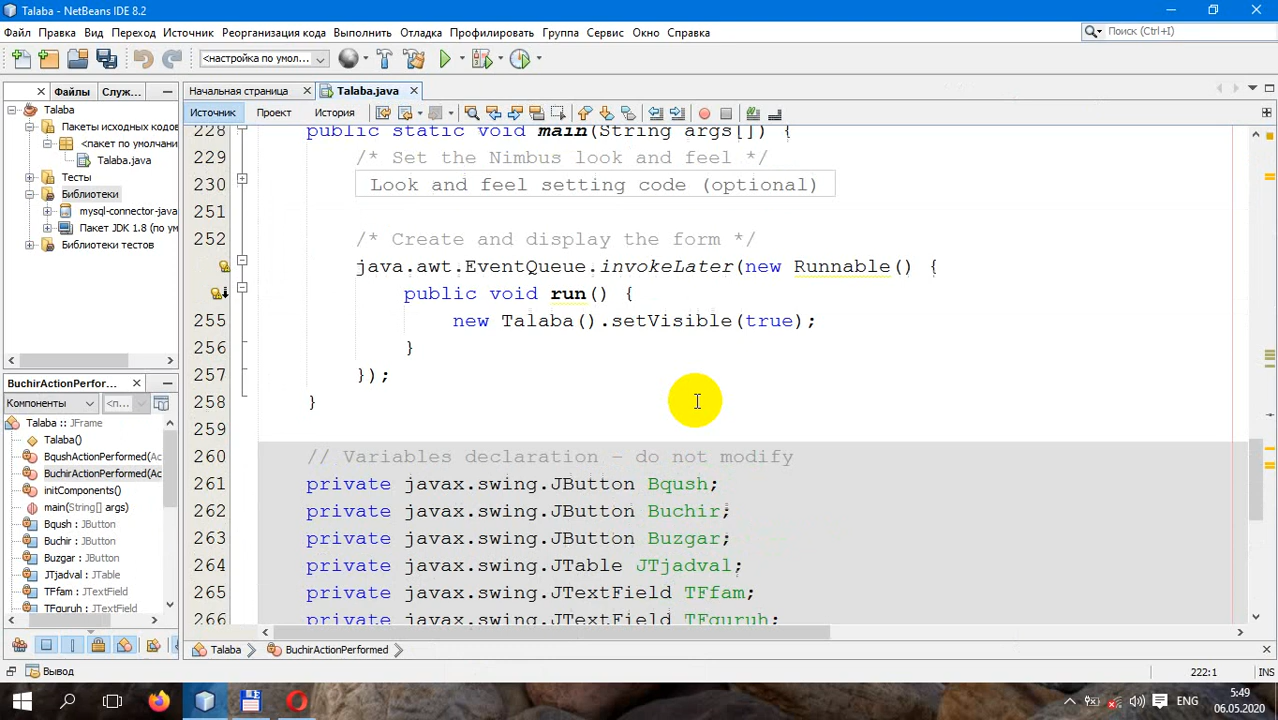 Talaba - NetBeans IDE 8.2
Файл Правка Вид Переход Источник Реорганизация кода Выполнить Отладка Профилировать Группа Сервис Окно Справка
Поиск (Ctrl+I)
<настройка по умол...
Файлы Служ...
Начальная страница Talaba.java
Источник Проект История
Talaba
Пакеты исходных кодов
<пакет по умолчани
Talaba.java
Тесты
Библиотеки
mysql-connector-java-
Пакет JDK 1.8 (по ум
Библиотеки тестов
228 public static void main(String args[]) {
229 /* Set the Nimbus look and feel */
230 Look and feel setting code (optional)
251
252 /* Create and display the form */
java.awt.EventQueue.invokeLater(new Runnable() {
public void run() {
255 new Talaba().setVisible(true);
256 }
257 });
258 }
259
260 // Variables declaration - do not modify
261 private javax.swing.JButton Bqush;
262 private javax.swing.JButton Buchir;
263 private javax.swing.JButton Buzgar;
264 private javax.swing.JTable JTjadval;
265 private javax.swing.JTextField TFfam;
266 private javax.swing.JTextField TFguruh;
BuchirActionPerfor...
Компоненты <п...
Talaba :: JFrame
Talaba()
BqushActionPerformed(Ac
BuchirActionPerformed(Ac
initComponents()
main(String[] args)
Bqush : JButton
Buchir : JButton
Buzgar : JButton
JTjadval : JTable
TFfam : JTextField
TFguruh : JTextField
Talaba BuchirActionPerformed
Вывод
222:1 INS
ENG
5:49
06.05.2020